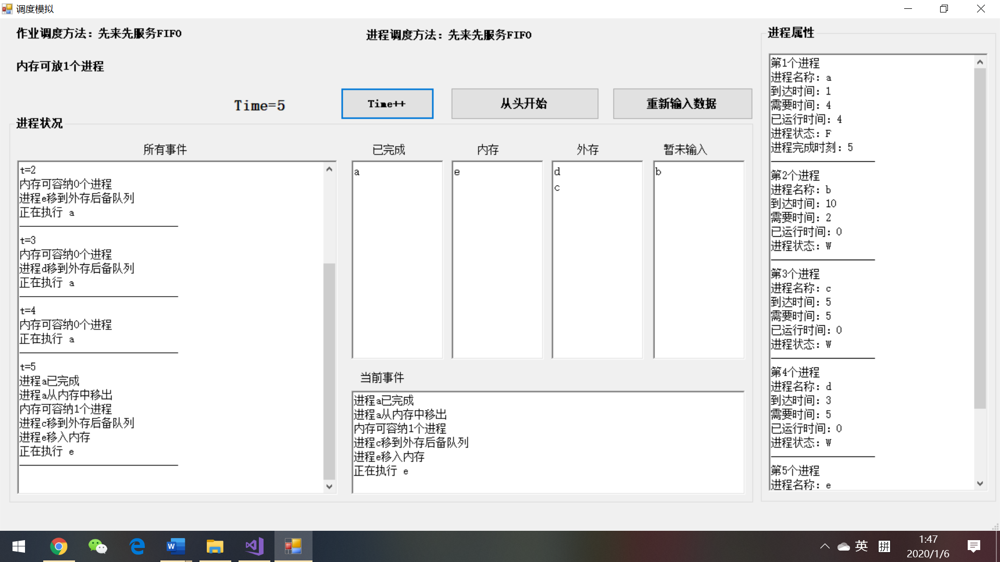 调度模拟
作业调度方法：先来先服务FIFO
进程调度方法：先来先服务FIFO
内存可放1个进程
Time=5
Time++
从头开始
重新输入数据
进程状况
所有事件
t=2
内存可容纳0个进程
进程e移到外存后备队列
正在执行 a
t=3
内存可容纳0个进程
进程d移到外存后备队列
正在执行 a
t=4
内存可容纳0个进程
正在执行 a
t=5
进程a已完成
进程a从内存中移出
内存可容纳1个进程
进程c移到外存后备队列
进程e移入内存
正在执行 e
已完成
a
内存
e
外存
d
c
暂未输入
b
当前事件
进程a已完成
进程a从内存中移出
内存可容纳1个进程
进程c移到外存后备队列
进程e移入内存
正在执行 e
进程属性
第1个进程
进程名称：a
到达时间：1
需要时间：4
已运行时间：4
进程状态：F
进程完成时刻：5
第2个进程
进程名称：b
到达时间：10
需要时间：2
已运行时间：0
进程状态：W
第3个进程
进程名称：c
到达时间：5
需要时间：5
已运行时间：0
进程状态：W
第4个进程
进程名称：d
到达时间：3
需要时间：5
已运行时间：0
进程状态：W
第5个进程
进程名称：e
英
拼
1:47
2020/1/6